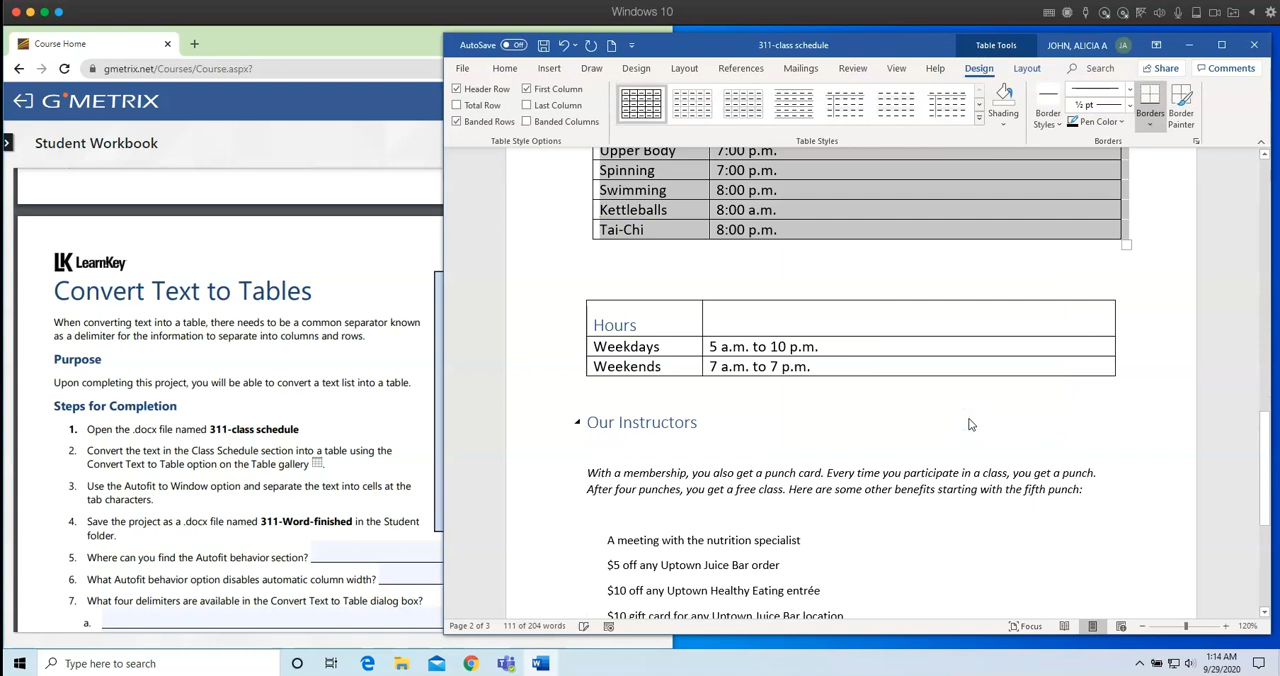 Windows 10
Course Home
gmetrix.net/Courses/Course.aspx?
G METRIX
Student Workbook
LK LearnKey
Convert Text to Tables
When converting text into a table, there needs to be a common separator known
as a delimiter for the information to separate into columns and rows.
Purpose
Upon completing this project, you will be able to convert a text list into a table.
Steps for Completion
1. Open the .docx file named 311-class schedule
2. Convert the text in the Class Schedule section into a table using the
Convert Text to Table option on the Table gallery .
3. Use the Autofit to Window option and separate the text into cells at the
tab characters.
4. Save the project as a .docx file named 311-Word-finished in the Student
folder.
5. Where can you find the Autofit behavior section?
6. What Autofit behavior option disables automatic column width?
7. What four delimiters are available in the Convert Text to Table dialog box?
a.
AutoSave Off
311-class schedule
Table Tools
JOHN, ALICIA A JA
File Home Insert Draw Design Layout References Mailings Review View Help Design Layout Search Share Comments
Header Row First Column
Total Row Last Column
Banded Rows Banded Columns
Table Style Options
Table Styles
Shading
Border Styles
½ pt
Pen Color
Borders
Border Painter
Borders
Upper Body 7:00 p.m.
Spinning 7:00 p.m.
Swimming 8:00 p.m.
Kettleballs 8:00 a.m.
Tai-Chi 8:00 p.m.
Hours
Weekdays 5 a.m. to 10 p.m.
Weekends 7 a.m. to 7 p.m.
Our Instructors
With a membership, you also get a punch card. Every time you participate in a class, you get a punch.
After four punches, you get a free class. Here are some other benefits starting with the fifth punch:
A meeting with the nutrition specialist
$5 off any Uptown Juice Bar order
$10 off any Uptown Healthy Eating entrée
$10 gift card for any Uptown Juice Bar location
Page 2 of 3 111 of 204 words
Focus
120%
Type here to search
1:14 AM
9/29/2020